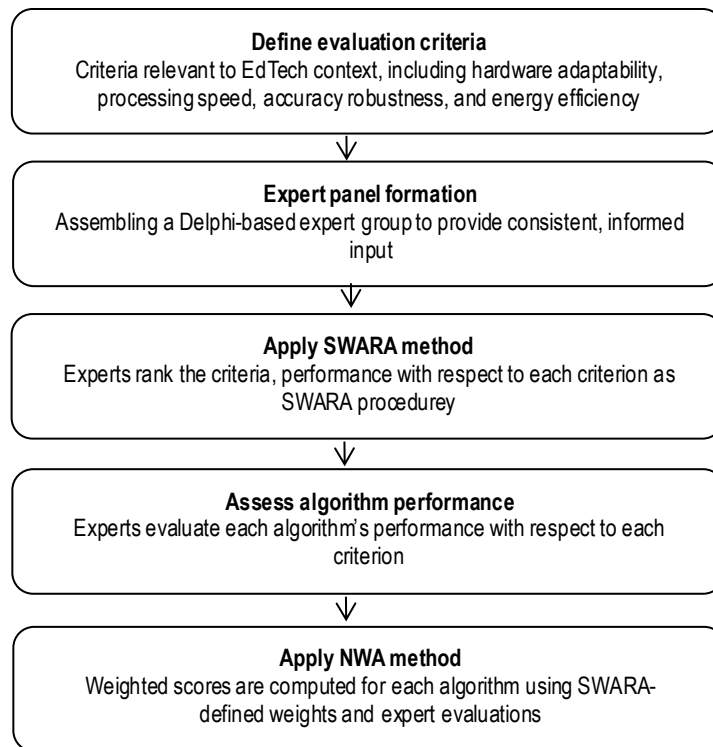 Define evaluation criteria
Criteria relevant to EdTech context, including hardware adaptability,
processing speed, accuracy robustness, and energy efficiency
Expert panel formation
Assembling a Delphi-based expert group to provide consistent, informed
input
Apply SWARA method
Experts rank the criteria, performance with respect to each criterion as
SWARA procedurey
Assess algorithm performance
Experts evaluate each algorithm’s performance with respect to each
criterion
Apply NWA method
Weighted scores are computed for each algorithm using SWARA-
defined weights and expert evaluations